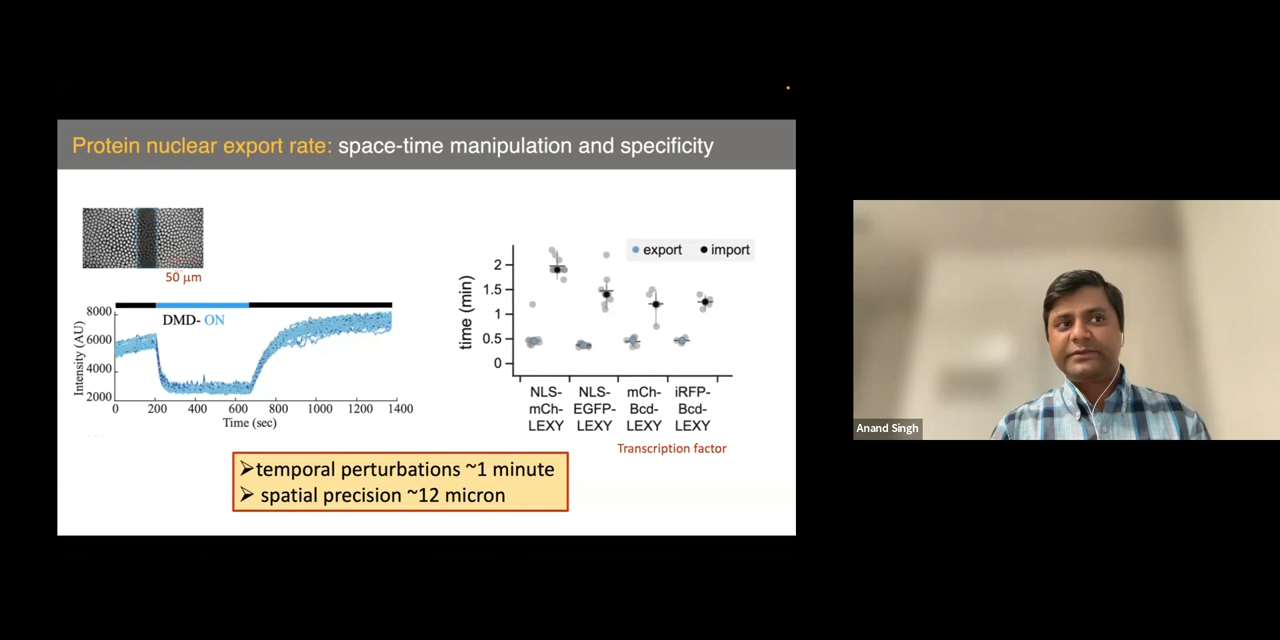 Protein nuclear export rate: space-time manipulation and specificity
50 μm
DMD- ON
8000
6000
4000
2000
Intensity (AU)
0 200 400 600 800 1000 1200 1400
Time (sec)
export import
2
1.5
1
0.5
0
time (min)
NLS-
mCh-
LEXY
NLS-
EGFP-
LEXY
mCh-
Bcd-
LEXY
iRFP-
Bcd-
LEXY
Transcription factor
➢temporal perturbations ~1 minute
➢ spatial precision ~12 micron
Anand Singh